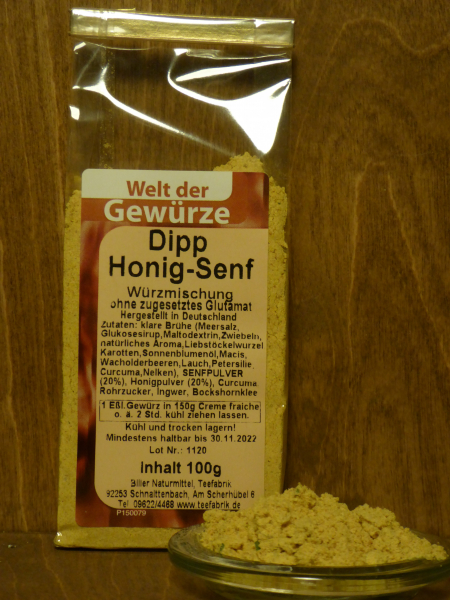 Welt der
Gewürze
Dipp
Honig-Senf
Würzmischung
ohne zugesetztes Glutamat
Hergestellt in Deutschland
Zutaten: klare Brühe (Meersalz,
Glukosesirup,Maltodextrin,Zwiebeln,
natürliches Aroma,Liebstöckelwurzel
Karotten,Sonnenblumenöl,Macis,
Wacholderbeeren,Lauch,Petersilie
Curcuma,Nelken), SENFPULVER
(20%), Honigpulver (20%), Curcuma
Rohrzucker, Ingwer, Bockshornklee
1 Eßl.Gewürz in 150g Creme fraiche
o. ä. 2 Std. kühl ziehen lassen.
Kühl und trocken lagern!
Mindestens haltbar bis 30.11.2022
Lot Nr.: 1120
Inhalt 100g
Biller Naturmittel, Teefabrik
92253 Schnaittenbach, Am Scherhübel 6
Tel. 09622/4468 www.teefabrik.de
P150079